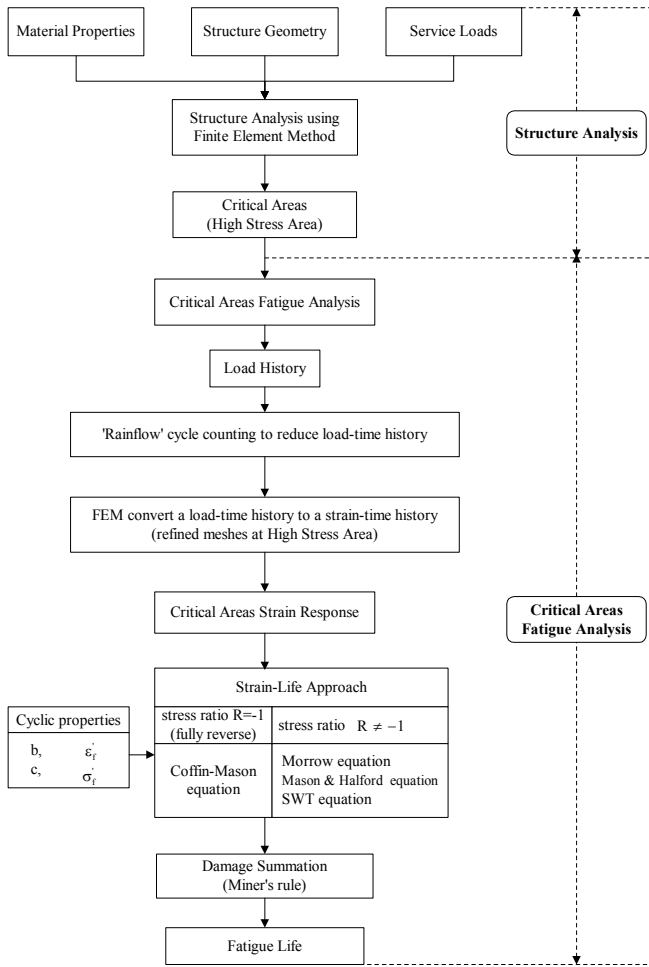 Material Properties
Structure Geometry
Service Loads
Structure Analysis using
Finite Element Method
Structure Analysis
Critical Areas
(High Stress Area)
Critical Areas Fatigue Analysis
Load History
'Rainflow' cycle counting to reduce load-time history
FEM convert a load-time history to a strain-time history
(refined meshes at High Stress Area)
Critical Areas Strain Response
Critical Areas
Fatigue Analysis
Strain-Life Approach
stress ratio R=-1
(fully reverse)
stress ratio R ≠ −1
Cyclic properties
b, ε'f
c, σ'f
Coffin-Mason
equation
Morrow equation
Mason & Halford equation
SWT equation
Damage Summation
(Miner's rule)
Fatigue Life